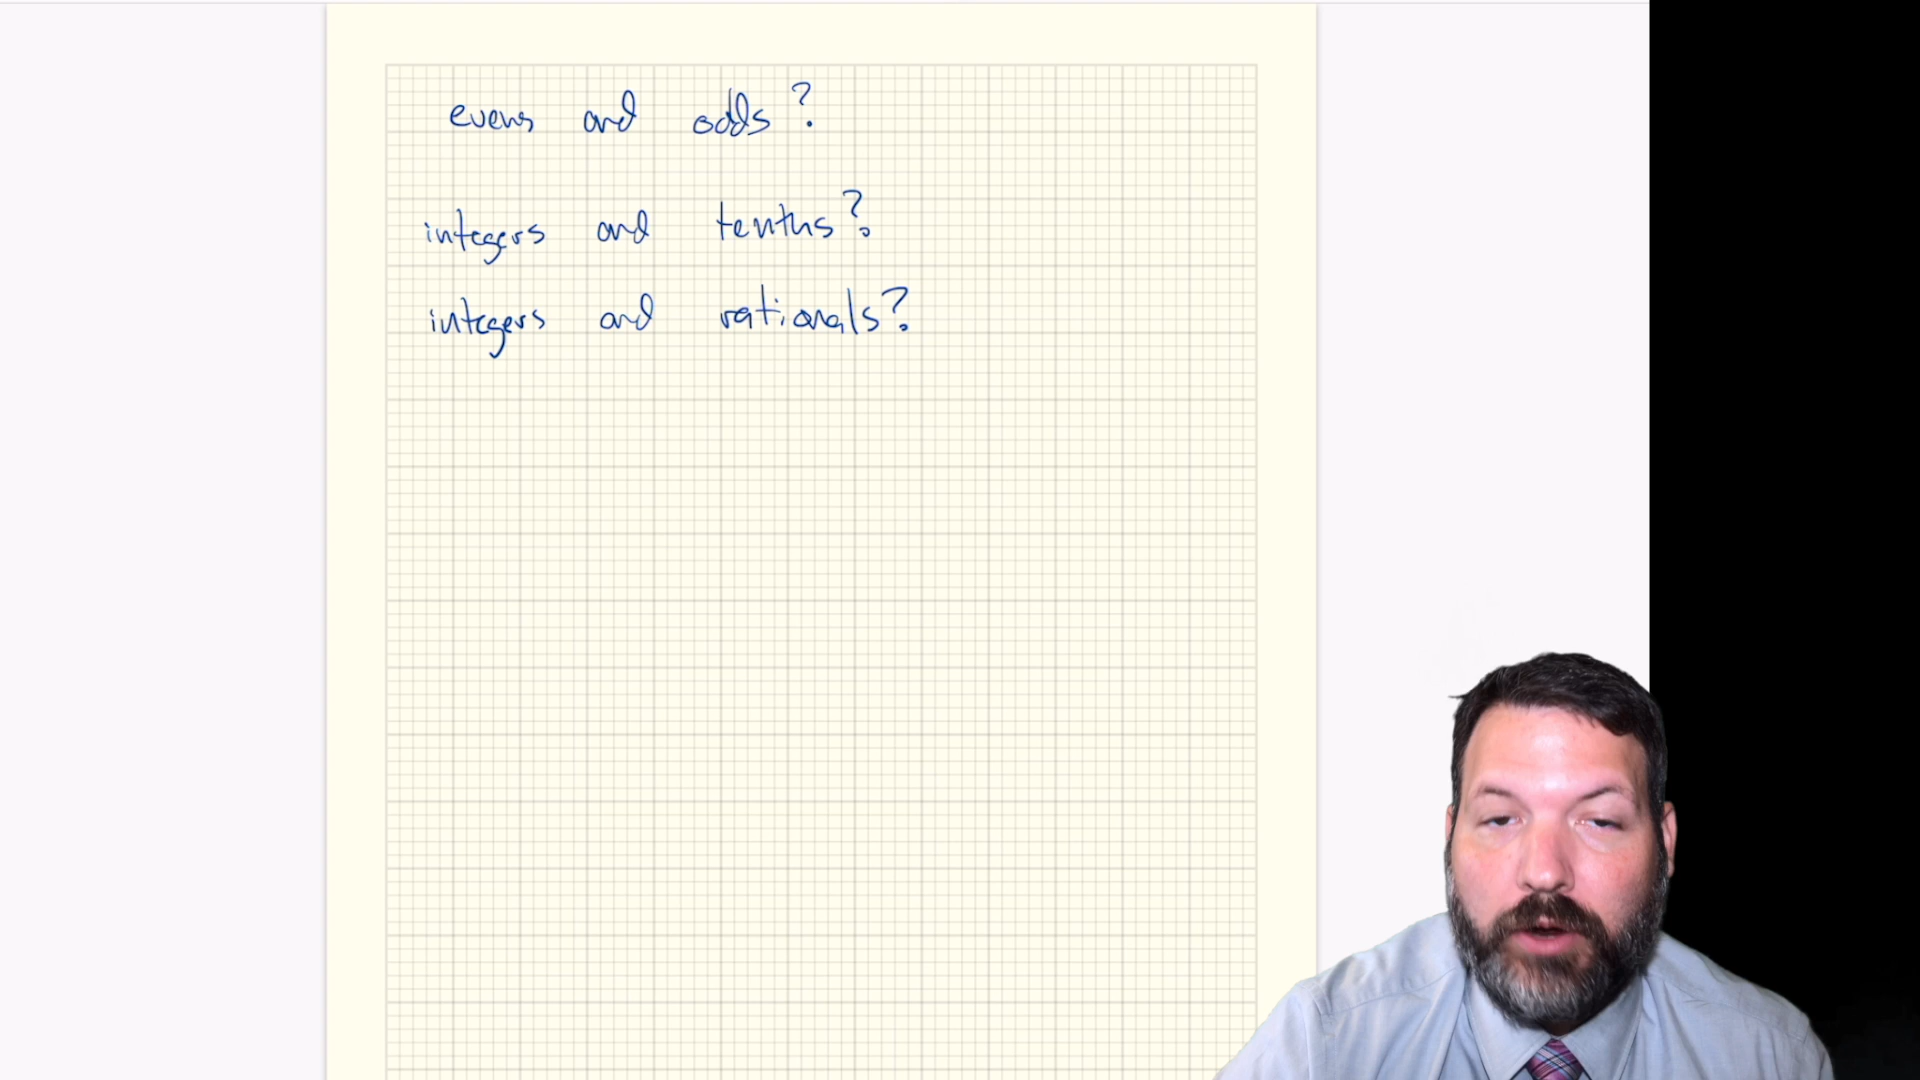 evens and odds?
integers and tenths?
integers and rationals?